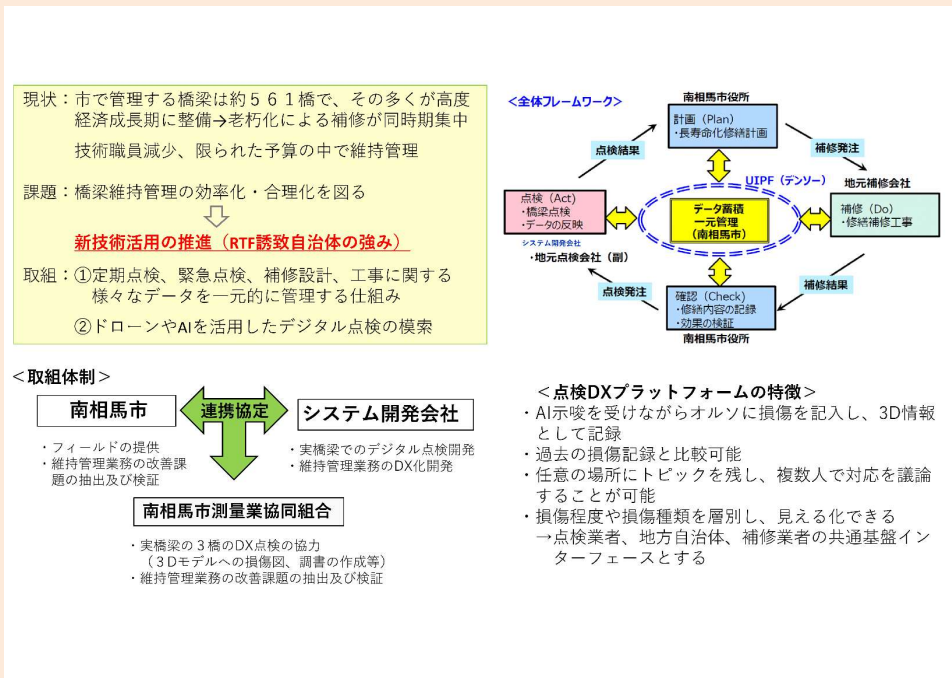 現状：市で管理する橋梁は約５６１橋で、その多くが高度
経済成長期に整備→老朽化による補修が同時期集中
技術職員減少、限られた予算の中で維持管理
課題：橋梁維持管理の効率化・合理化を図る
新技術活用の推進（RTF誘致自治体の強み）
取組：①定期点検、緊急点検、補修設計、工事に関する
様々なデータを一元的に管理する仕組み
②ドローンやAIを活用したデジタル点検の模索
＜全体フレームワーク＞
南相馬市役所
計画（Plan）
・長寿命化修繕計画
点検結果
補修発注
UIPF（デンソー）
地元補修会社
点検（Act）
・橋梁点検
・データの反映
データ蓄積
一元管理
（南相馬市）
補修（Do）
・修繕補修工事
システム開発会社
・地元点検会社（副）
点検発注
補修結果
確認（Check）
・修繕内容の記録
・効果の検証
南相馬市役所
＜取組体制＞
南相馬市
連携協定
システム開発会社
・フィールドの提供
・維持管理業務の改善課
題の抽出及び検証
・実橋梁でのデジタル点検開発
・維持管理業務のDX化開発
南相馬市測量業協同組合
・実橋梁の３橋のDX点検の協力
（３Dモデルへの損傷図、調書の作成等）
・維持管理業務の改善課題の抽出及び検証
＜点検DXプラットフォームの特徴＞
・AI示唆を受けながらオルソに損傷を記入し、3D情報
として記録
・過去の損傷記録と比較可能
・任意の場所にトピックを残し、複数人で対応を議論
することが可能
・損傷程度や損傷種類を層別し、見える化できる
→点検業者、地方自治体、補修業者の共通基盤イン
ターフェースとする